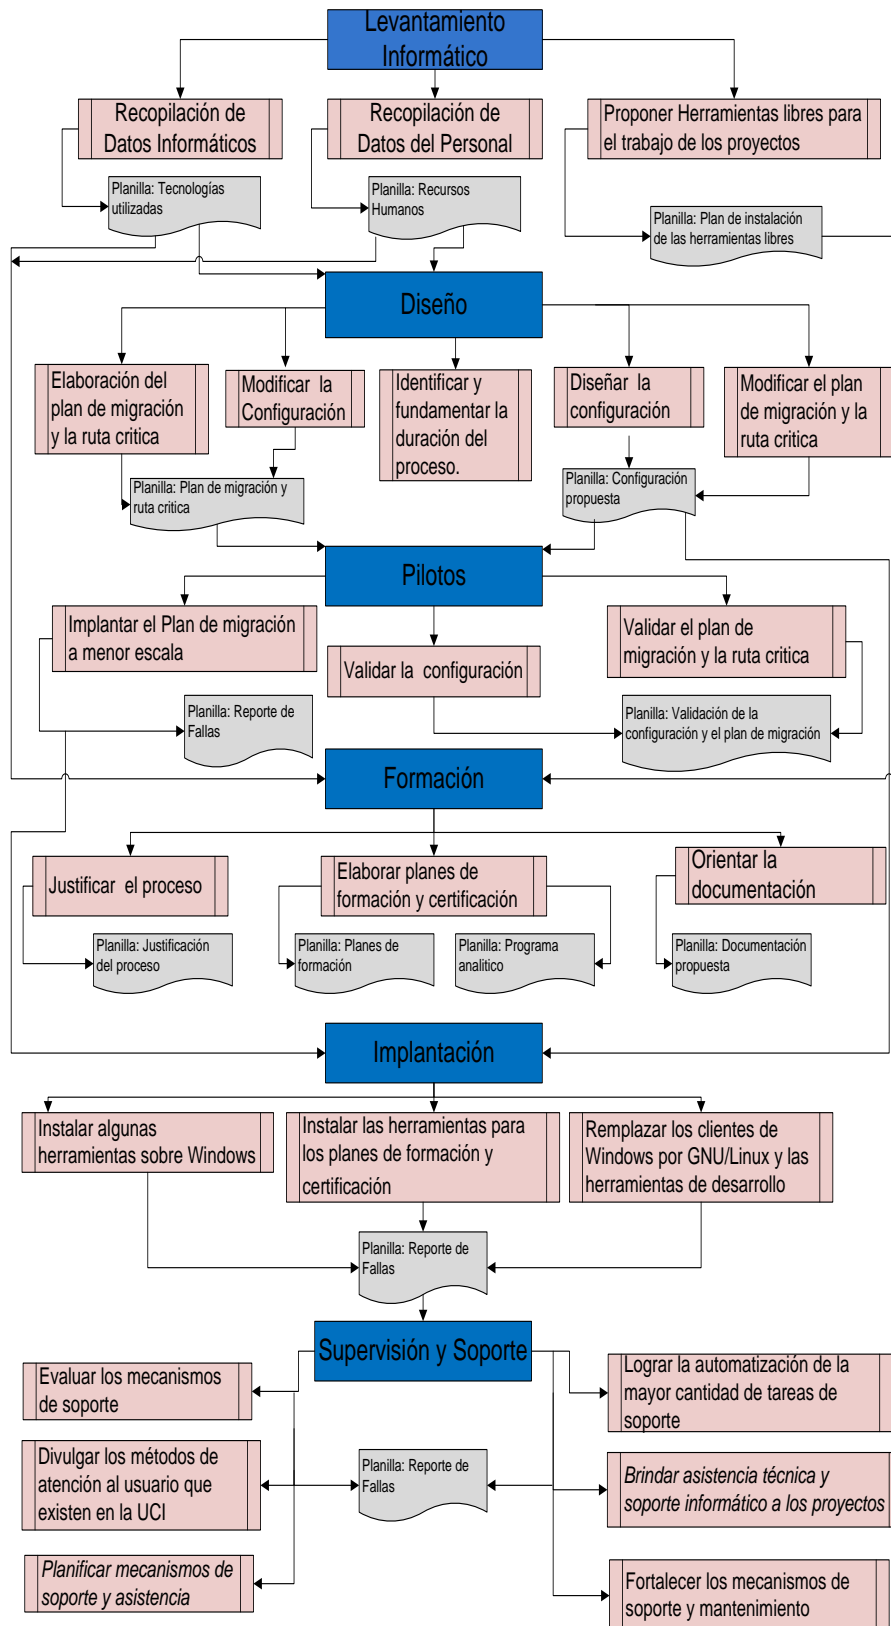 Levantamiento
Informático
Recopilación de
Datos Informáticos
Recopilación de
Datos del Personal
Proponer Herramientas libres para
el trabajo de los proyectos
Planilla: Tecnologías
utilizadas
Planilla: Recursos
Humanos
Planilla: Plan de instalación
de las herramientas libres
Diseño
Elaboración del
plan de migración
y la ruta critica
Modificar la
Configuración
Identificar y
fundamentar la
duración del
proceso.
Diseñar la
configuración
Modificar el plan
de migración y la
ruta critica
Planilla: Plan de migración y
ruta critica
Planilla: Configuración
propuesta
Pilotos
Implantar el Plan de migración
a menor escala
Validar la configuración
Validar el plan de
migración y la ruta critica
Planilla: Reporte de
Fallas
Planilla: Validación de la
configuración y el plan de migración
Formación
Justificar el proceso
Elaborar planes de
formación y certificación
Orientar la
documentación
Planilla: Justificación
del proceso
Planilla: Planes de
formación
Planilla: Programa
analitico
Planilla: Documentación
propuesta
Implantación
Instalar algunas
herramientas sobre Windows
Instalar las herramientas para
los planes de formación y
certificación
Remplazar los clientes de
Windows por GNU/Linux y las
herramientas de desarrollo
Planilla: Reporte de
Fallas
Supervisión y Soporte
Evaluar los mecanismos
de soporte
Lograr la automatización de la
mayor cantidad de tareas de
soporte
Divulgar los métodos de
atención al usuario que
existen en la UCI
Planilla: Reporte de
Fallas
Brindar asistencia técnica y
soporte informático a los proyectos
Planificar mecanismos de
soporte y asistencia
Fortalecer los mecanismos de
soporte y mantenimiento